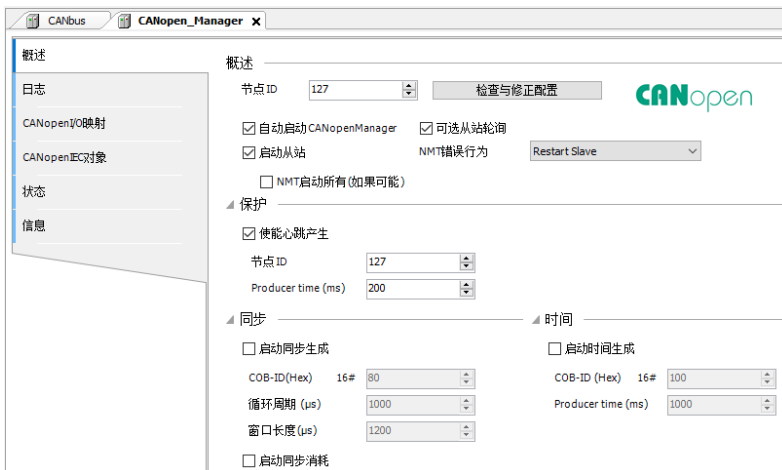 CANbus CANopen_Manager
概述
日志
CANopenI/O映射
CANopenIEC对象
状态
信息
概述
节点ID 127 检查与修正配置 CANopen
自动启动CANopenManager 可选从站轮询
启动从站 NMT错误行为 Restart Slave
NMT启动所有(如果可能)
保护
使能心跳产生
节点ID 127
Producer time (ms) 200
同步 时间
启动同步生成 启动时间生成
COB-ID(Hex) 16# 80 COB-ID (Hex) 16# 100
循环周期 (μs) 1000 Producer time (ms) 1000
窗口长度(μs) 1200
启动同步消耗